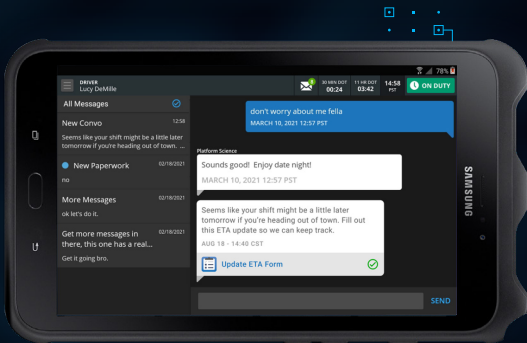 78%
DRIVER
Lucy DeMille
8
30 MIN DOT
00:24
11 HR DOT
03:42
14:58
PST
ON DUTY
All Messages
New Convo 12:58
Seems like your shift might be a little later
tomorrow if you're heading out of town. ...
New Paperwork 02/18/2021
no
More Messages 02/18/2021
ok let's do it.
Get more messages in 02/18/2021
there, this one has a real...
Get it going bro.
don't worry about me fella
MARCH 10, 2021 12:57 PST
Platform Science
Sounds good! Enjoy date night!
MARCH 10, 2021 12:57 PST
Seems like your shift might be a little later
tomorrow if you're heading out of town. Fill out
this ETA update so we can keep track.
AUG 18 - 14:40 CST
Update ETA Form
SEND
SAMSUNG